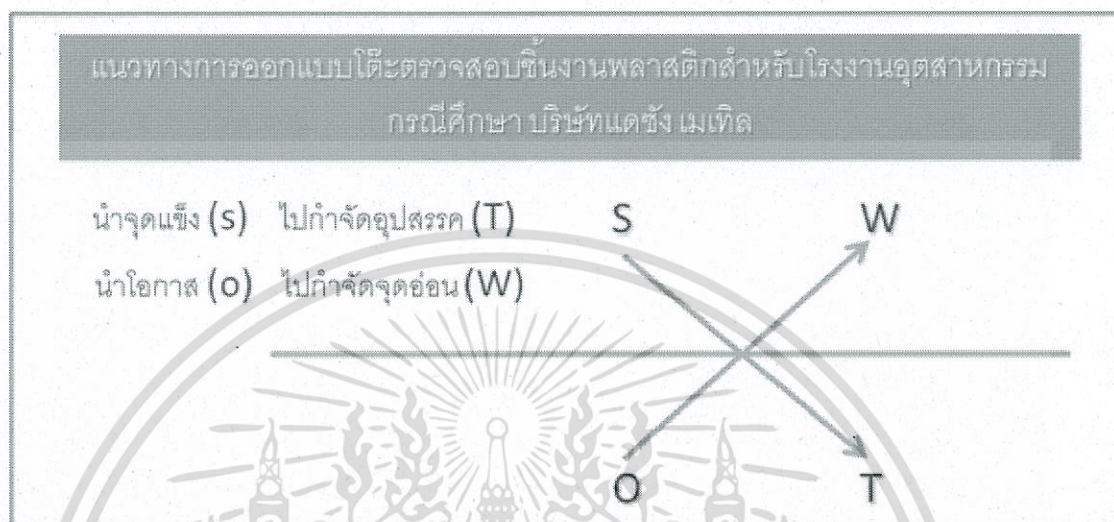 แนวทางการออกแบบโต๊ะตรวจสอบชิ้นงานพลาสติกสำหรับโรงงานอุตสาหกรรม
กรณีศึกษา บริษัทแดซัง เมเทิล
นำจุดแข็ง (s) ไปกำจัดอุปสรรค (T)
นำโอกาส (o) ไปกำจัดจุดอ่อน (W)
S W
O T